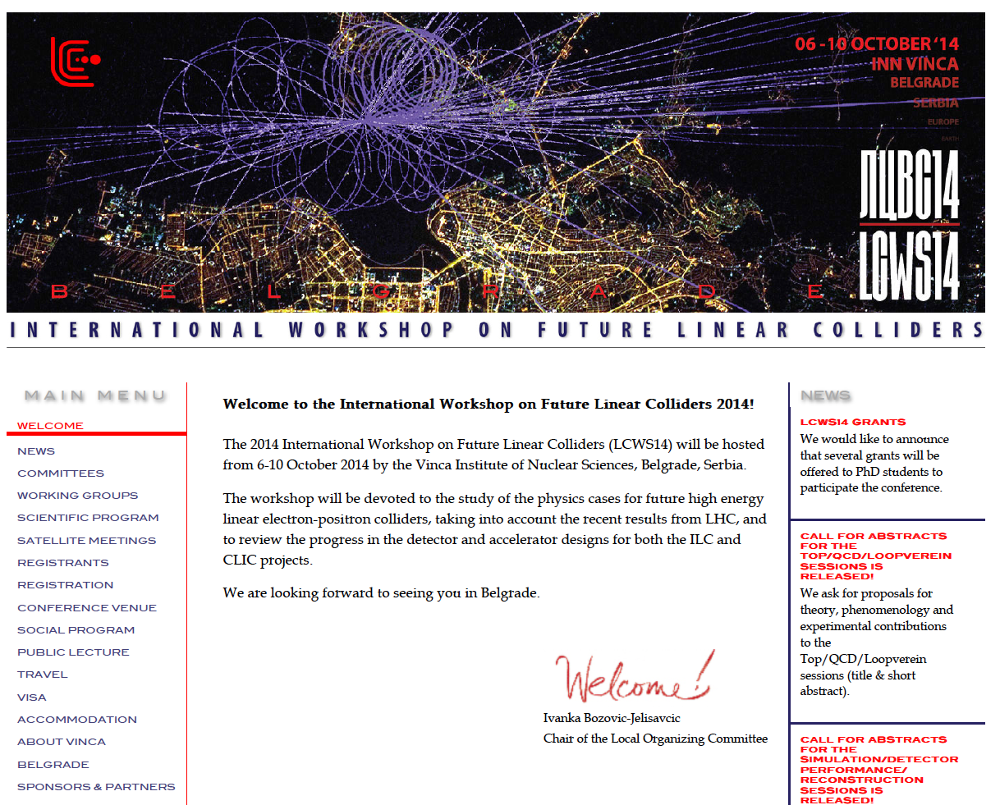 06 -10 OCTOBER ‘14
INN VINCA
BELGRADE
SERBIA
EUROPE
EARTH
ЛЦВС14
LCWS14
B E L G R A D E .
INTERNATIONAL WORKSHOP ON FUTURE LINEAR COLLIDERS
MAIN MENU
WELCOME
NEWS
COMMITTEES
WORKING GROUPS
SCIENTIFIC PROGRAM
SATELLITE MEETINGS
REGISTRANTS
REGISTRATION
CONFERENCE VENUE
SOCIAL PROGRAM
PUBLIC LECTURE
TRAVEL
VISA
ACCOMMODATION
ABOUT VINCA
BELGRADE
SPONSORS & PARTNERS
Welcome to the International Workshop on Future Linear Colliders 2014!
The 2014 International Workshop on Future Linear Colliders (LCWS14) will be hosted
from 6-10 October 2014 by the Vinca Institute of Nuclear Sciences, Belgrade, Serbia.
The workshop will be devoted to the study of the physics cases for future high energy
linear electron-positron colliders, taking into account the recent results from LHC, and
to review the progress in the detector and accelerator designs for both the ILC and
CLIC projects.
We are looking forward to seeing you in Belgrade.
Welcome!
Ivanka Bozovic-Jelisavcic
Chair of the Local Organizing Committee
NEWS
LCWS14 GRANTS
We would like to announce
that several grants will be
offered to PhD students to
participate the conference.
CALL FOR ABSTRACTS
FOR THE
TOP/QCD/LOOPVEREIN
SESSIONS IS
RELEASED!
We ask for proposals for
theory, phenomenology and
experimental contributions
to the
Top/QCD/Loopverein
sessions (title & short
abstract).
CALL FOR ABSTRACTS
FOR THE
SIMULATION/DETECTOR
PERFORMANCE/
RECONSTRUCTION
SESSIONS IS
RELEASED!